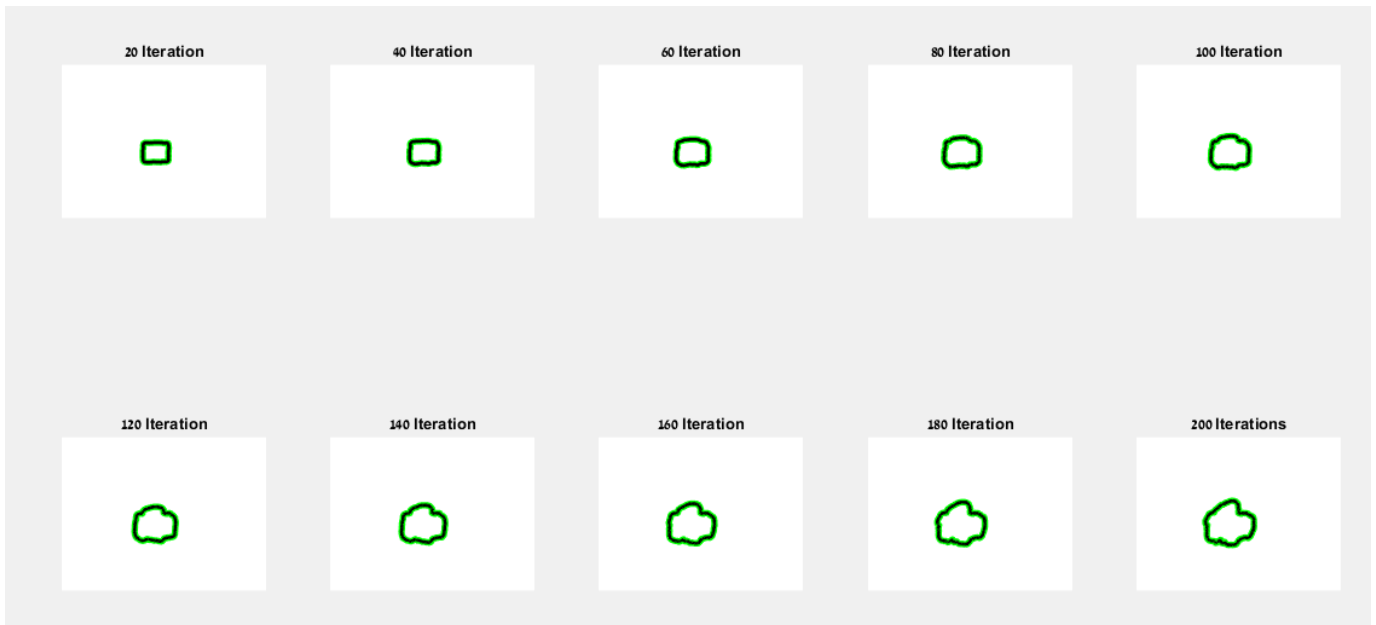 20 Iteration
40 Iteration
60 Iteration
80 Iteration
100 Iteration
120 Iteration
140 Iteration
160 Iteration
180 Iteration
200 Iterations